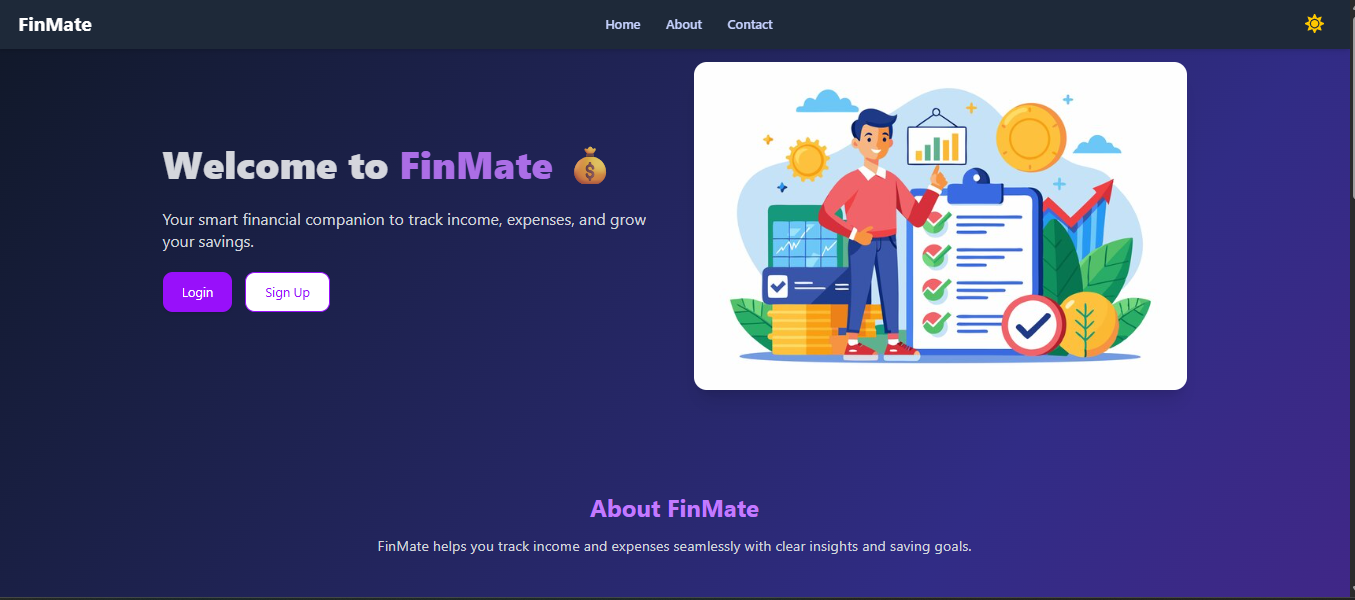 FinMate
Home About Contact
Welcome to FinMate
Your smart financial companion to track income, expenses, and grow
your savings.
Login Sign Up
About FinMate
FinMate helps you track income and expenses seamlessly with clear insights and saving goals.